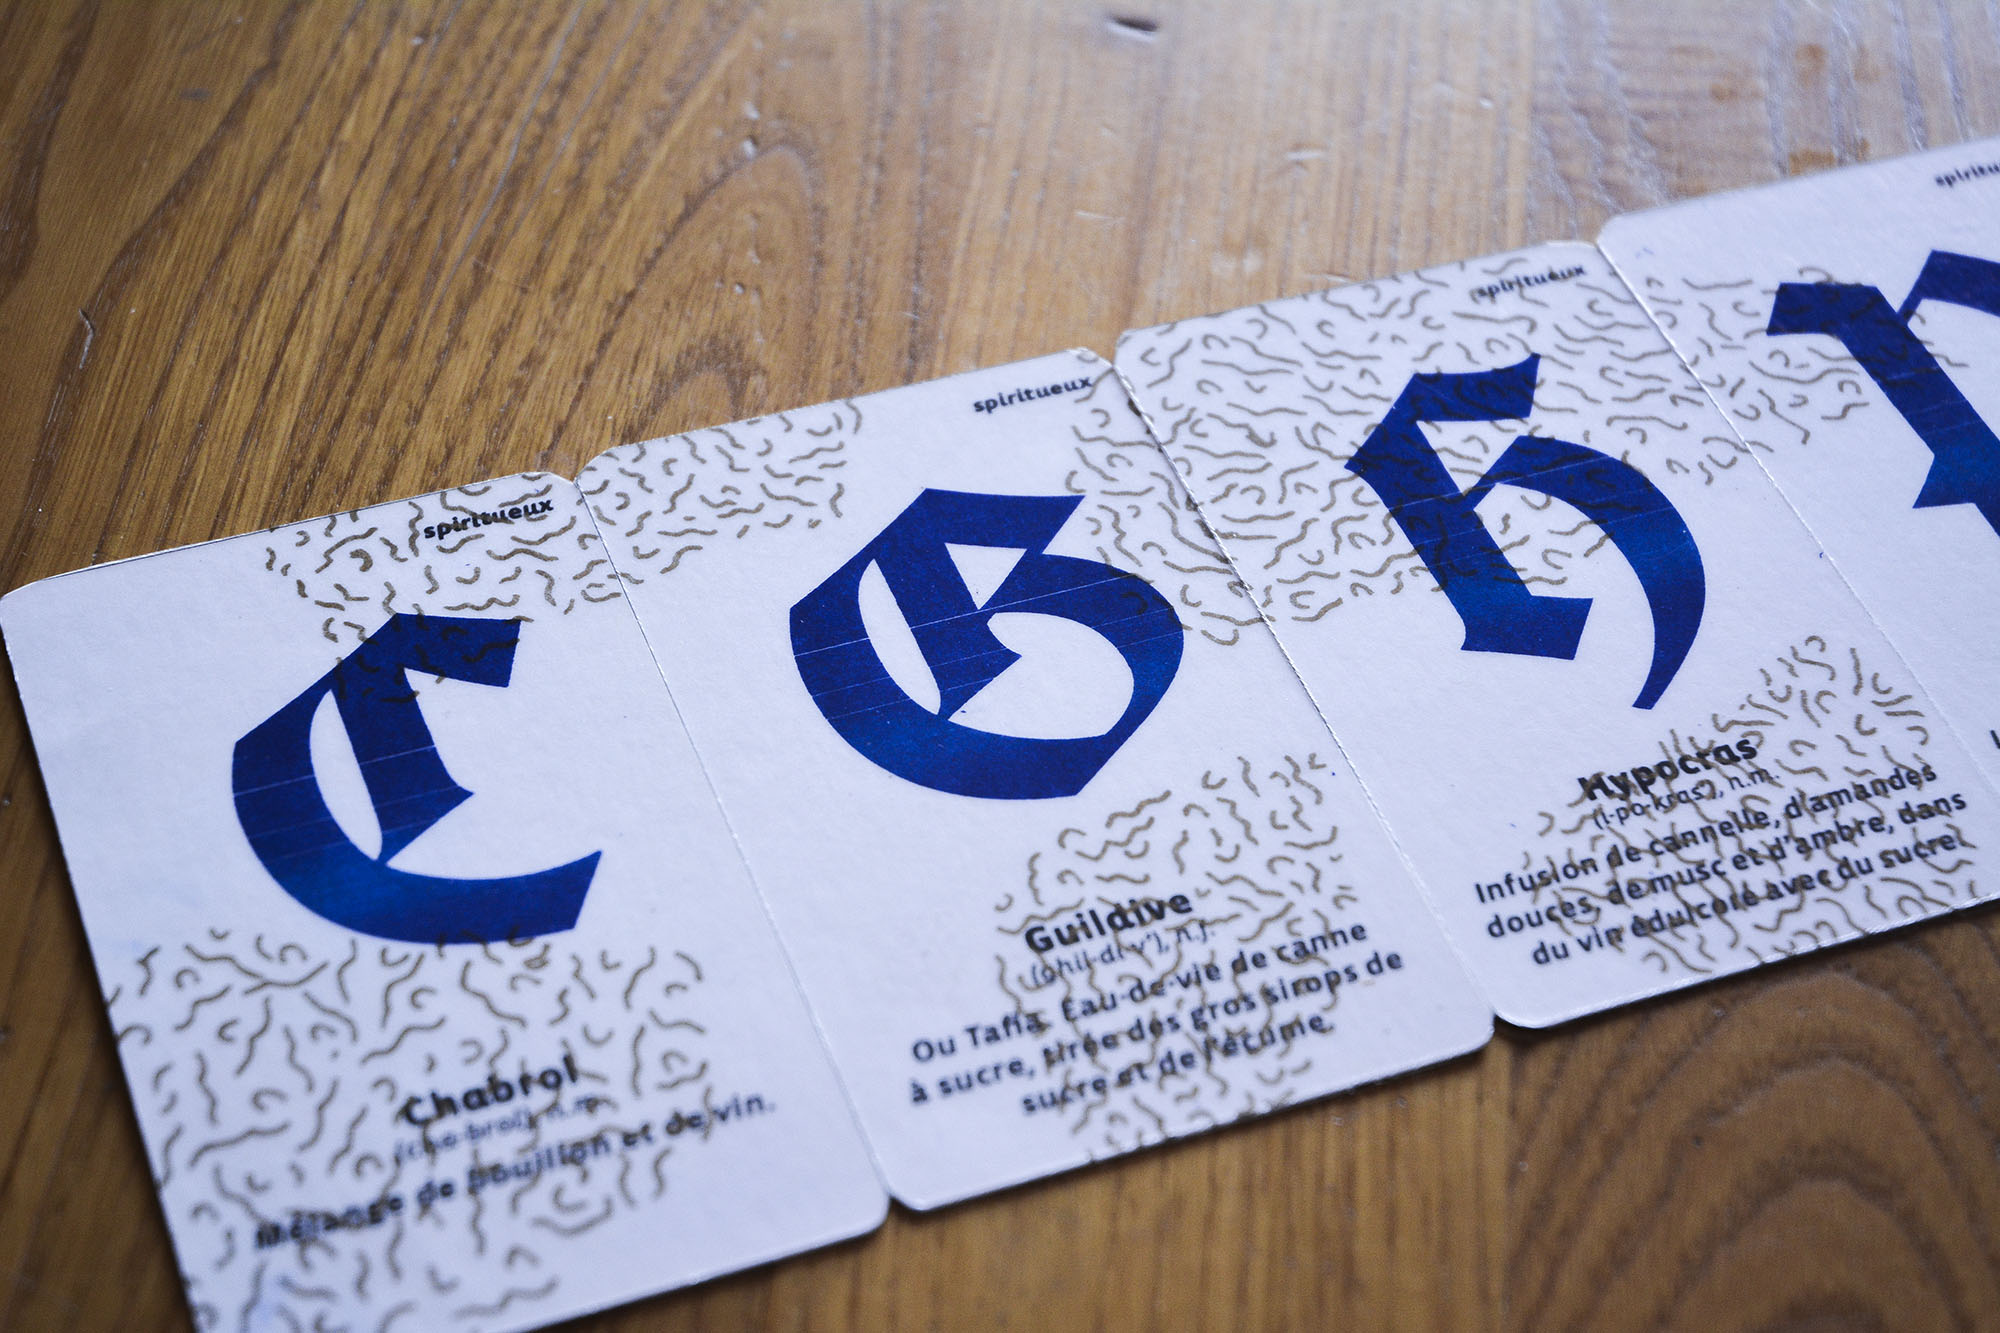 spiritueux
C
Chabrol
(cha-brol), n.m.
Mélange de bouillon et de vin.
spiritueux
G
Guildive
(ghil-di-v'), n.f.
Ou Tafia. Eau-de-vie de canne
à sucre, tirée des gros sirops de
sucre et de l'écume.
spiritueux
H
Hypocras
(i-po-kras'), n.m.
Infusion de cannelle, d'amandes
douces, de musc et d'ambre, dans
du vin édulcoré avec du sucre.